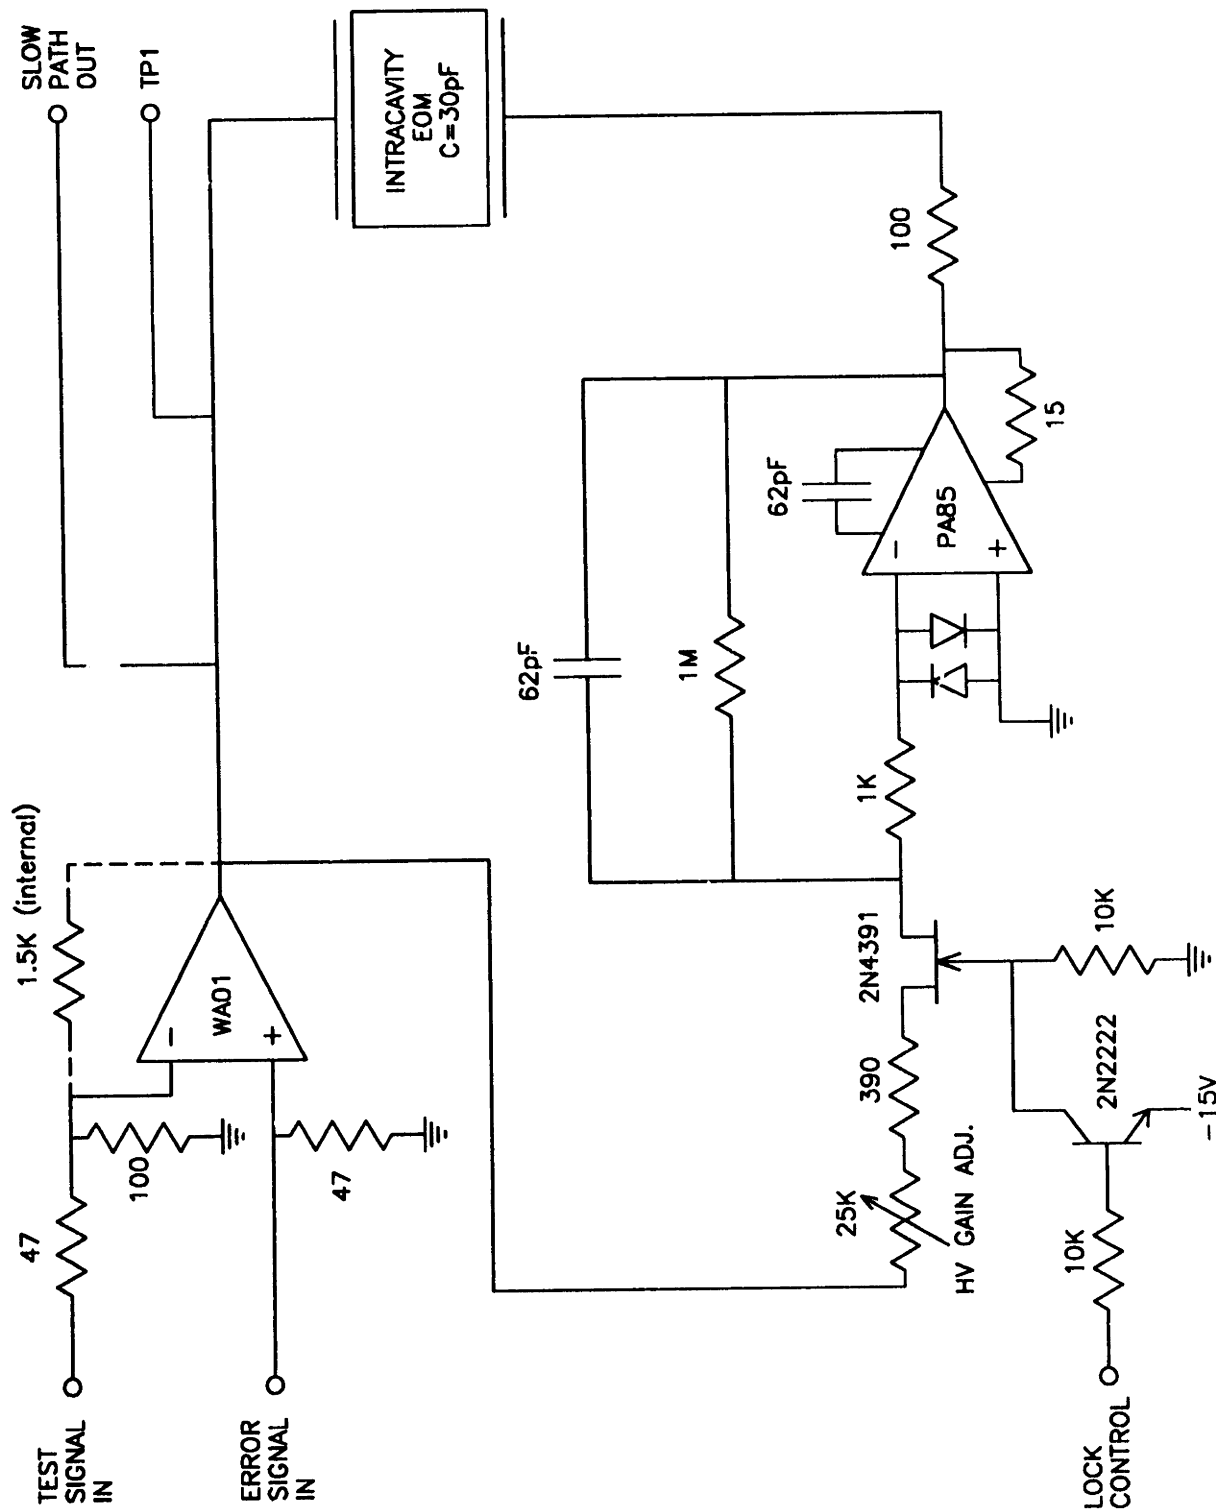 TEST
SIGNAL
IN
47
100
1.5K (internal)
-
WA01
+
ERROR
SIGNAL
IN
47
SLOW
PATH
OUT
TP1
INTRACAVITY
EOM
C=30pF
62pF
1M
62pF
-
PA85
+
15
100
1K
2N4391
390
25K
HV GAIN ADJ.
10K
2N2222
10K
-15V
LOCK
CONTROL